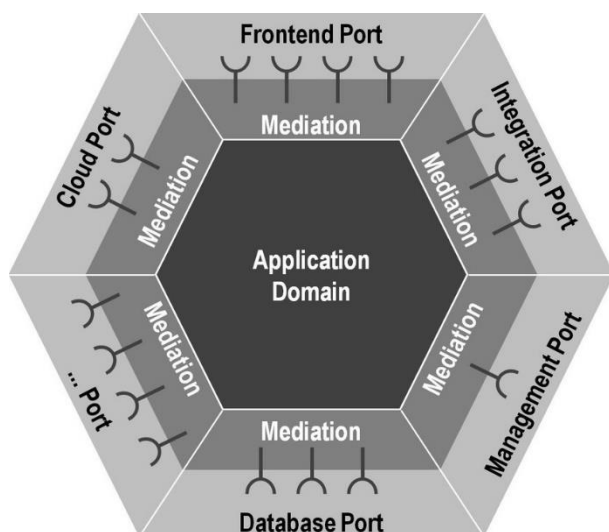 Frontend Port
Mediation
Cloud Port
Mediation
Integration Port
Mediation
Application
Domain
... Port
Mediation
Management Port
Mediation
Mediation
Database Port